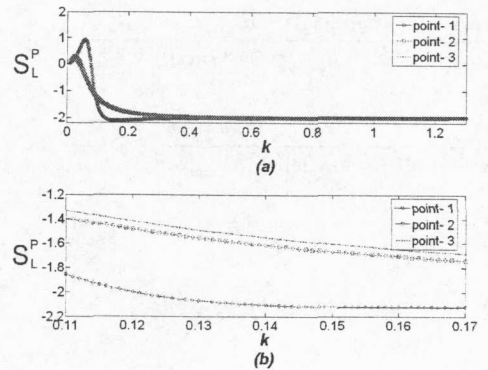 2
1
0
-1
-2
S_L^P
point- 1
point- 2
point- 3
0 0.2 0.4 0.6 0.8 1 1.2
k
(a)
-1.2
-1.4
-1.6
-1.8
-2
-2.2
S_L^P
point- 1
point- 2
point- 3
0.11 0.12 0.13 0.14 0.15 0.16 0.17
k
(b)